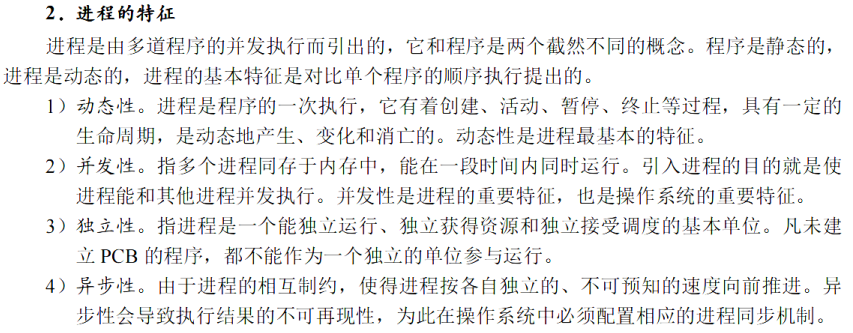 2．进程的特征
进程是由多道程序的并发执行而引出的，它和程序是两个截然不同的概念。程序是静态的，
进程是动态的，进程的基本特征是对比单个程序的顺序执行提出的。
1）动态性。进程是程序的一次执行，它有着创建、活动、暂停、终止等过程，具有一定的
生命周期，是动态地产生、变化和消亡的。动态性是进程最基本的特征。
2）并发性。指多个进程同存于内存中，能在一段时间内同时运行。引入进程的目的就是使
进程能和其他进程并发执行。并发性是进程的重要特征，也是操作系统的重要特征。
3）独立性。指进程是一个能独立运行、独立获得资源和独立接受调度的基本单位。凡未建
立 PCB 的程序，都不能作为一个独立的单位参与运行。
4）异步性。由于进程的相互制约，使得进程按各自独立的、不可预知的速度向前推进。异
步性会导致执行结果的不可再现性，为此在操作系统中必须配置相应的进程同步机制。